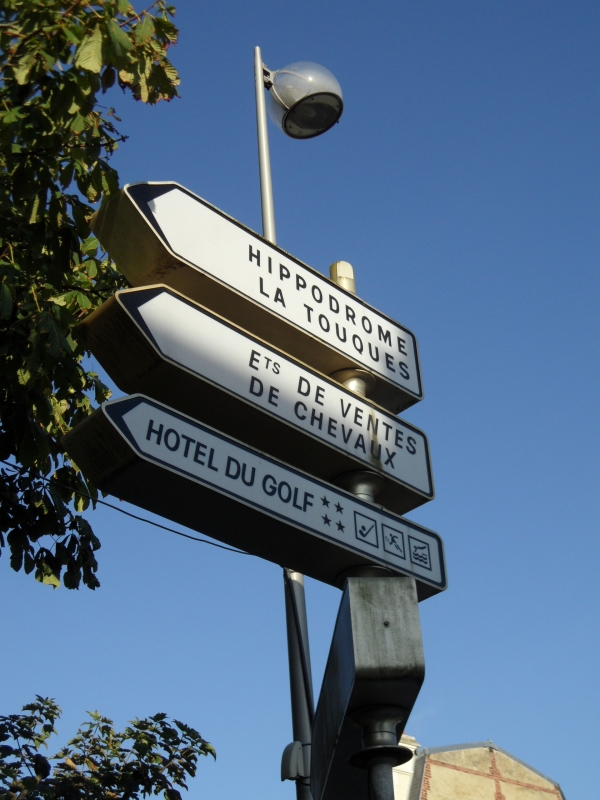 HIPPODROME
LA TOUQUES
ETS DE VENTES
DE CHEVAUX
HOTEL DU GOLF